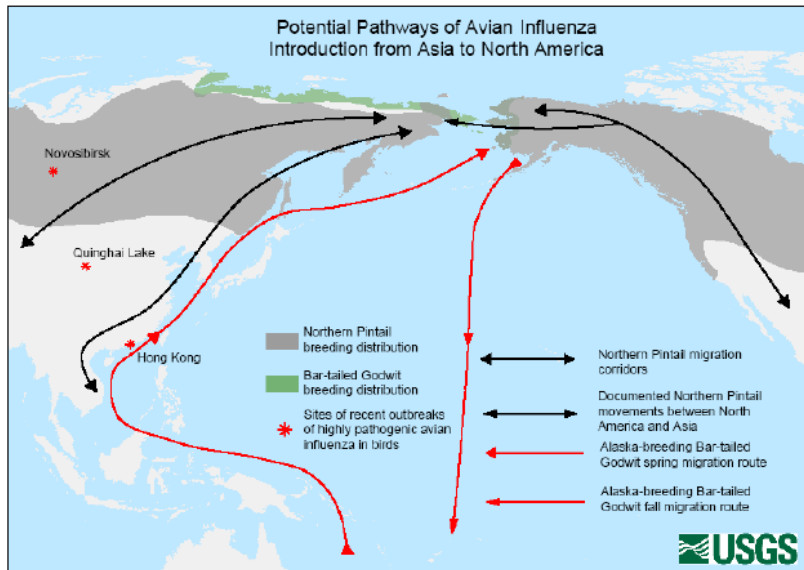 Potential Pathways of Avian Influenza
Introduction from Asia to North America
Novosibirsk
Quinghai Lake
Hong Kong
Northern Pintail
breeding distribution
Bar-tailed Godwit
breeding distribution
Sites of recent outbreaks
of highly pathogenic avian
influenza in birds
Northern Pintail migration
corridors
Documented Northern Pintail
movements between North
America and Asia
Alaska-breeding Bar-tailed
Godwit spring migration route
Alaska-breeding Bar-tailed
Godwit fall migration route
USGS